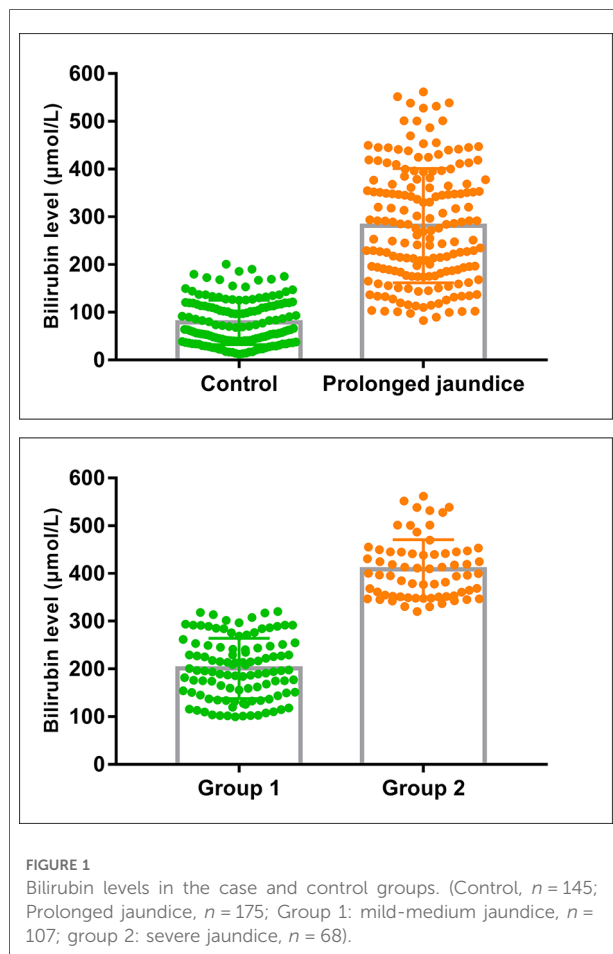 600
500
400
300
200
100
0
Bilirubin level (μmol/L)
Control Prolonged jaundice
600
500
400
300
200
100
0
Bilirubin level (μmol/L)
Group 1 Group 2
FIGURE 1
Bilirubin levels in the case and control groups. (Control, n = 145;
Prolonged jaundice, n = 175; Group 1: mild-medium jaundice, n =
107; group 2: severe jaundice, n = 68).